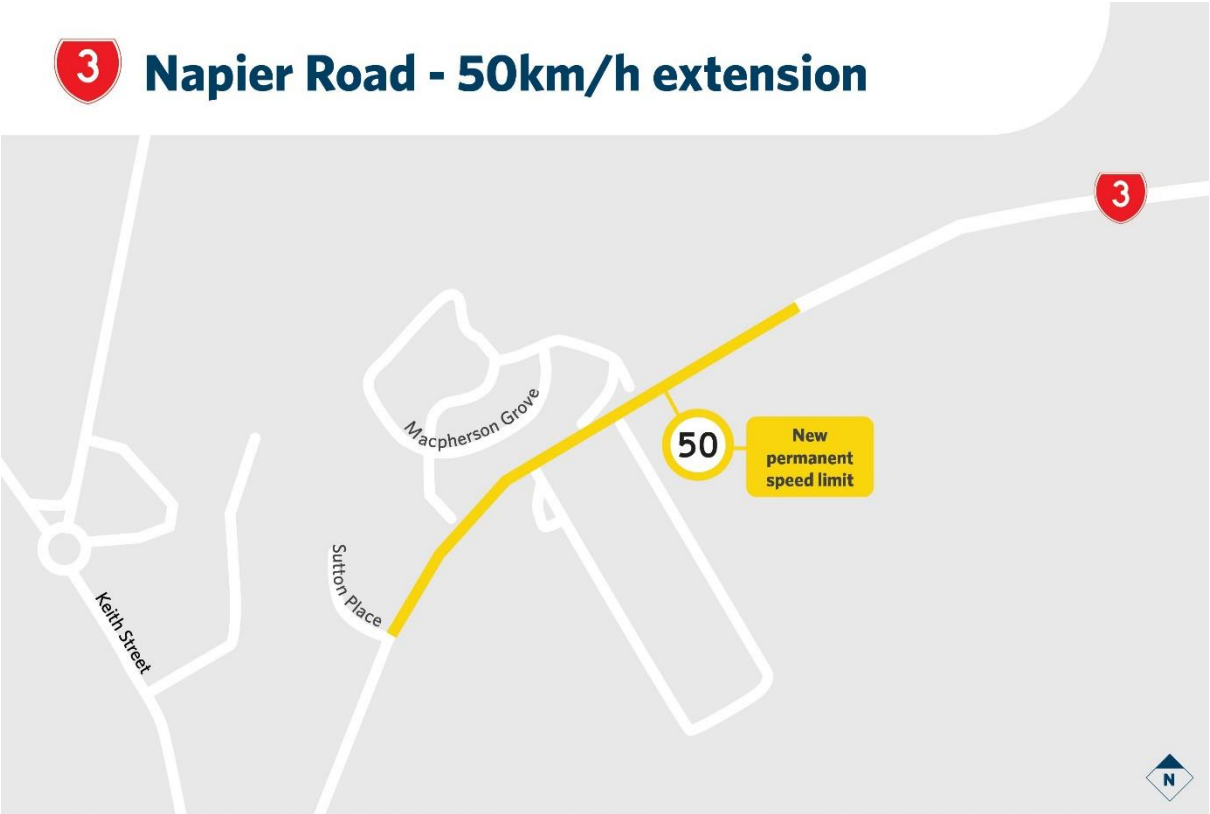 3 Napier Road - 50km/h extension
3
Macpherson Grove
50
New
permanent
speed limit
Sutton Place
Keith Street
N